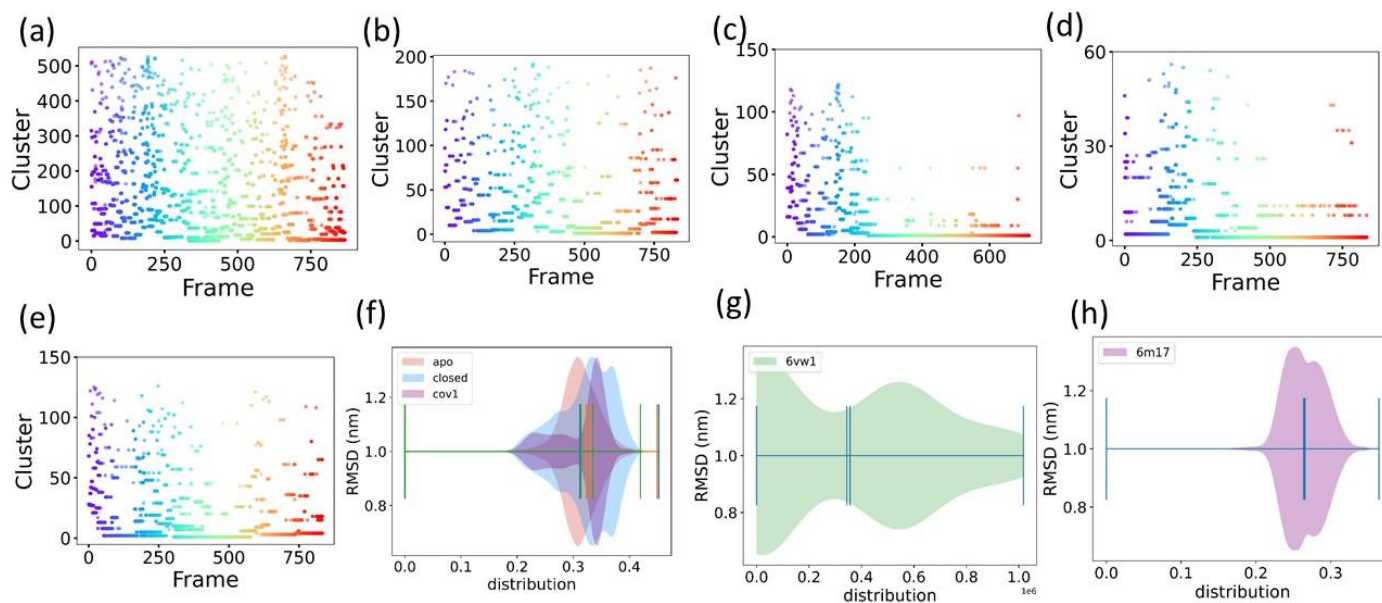 (a)
500
400
300
200
100
0
Cluster
0 250 500 750
Frame
(b)
200
150
100
50
0
Cluster
0 250 500 750
Frame
(c)
150
100
50
0
Cluster
0 200 400 600
Frame
(d)
60
30
0
Cluster
0 250 500 750
Frame
(e)
150
100
50
0
Cluster
0 250 500 750
Frame
(f)
apo
closed
cov1
1.2
1.0
0.8
RMSD (nm)
0.0 0.1 0.2 0.3 0.4
distribution
(g)
6vw1
1.2
1.0
0.8
RMSD (nm)
0.0 0.2 0.4 0.6 0.8 1.0
1e6
distribution
(h)
6m17
1.2
1.0
0.8
RMSD (nm)
0.0 0.1 0.2 0.3
distribution